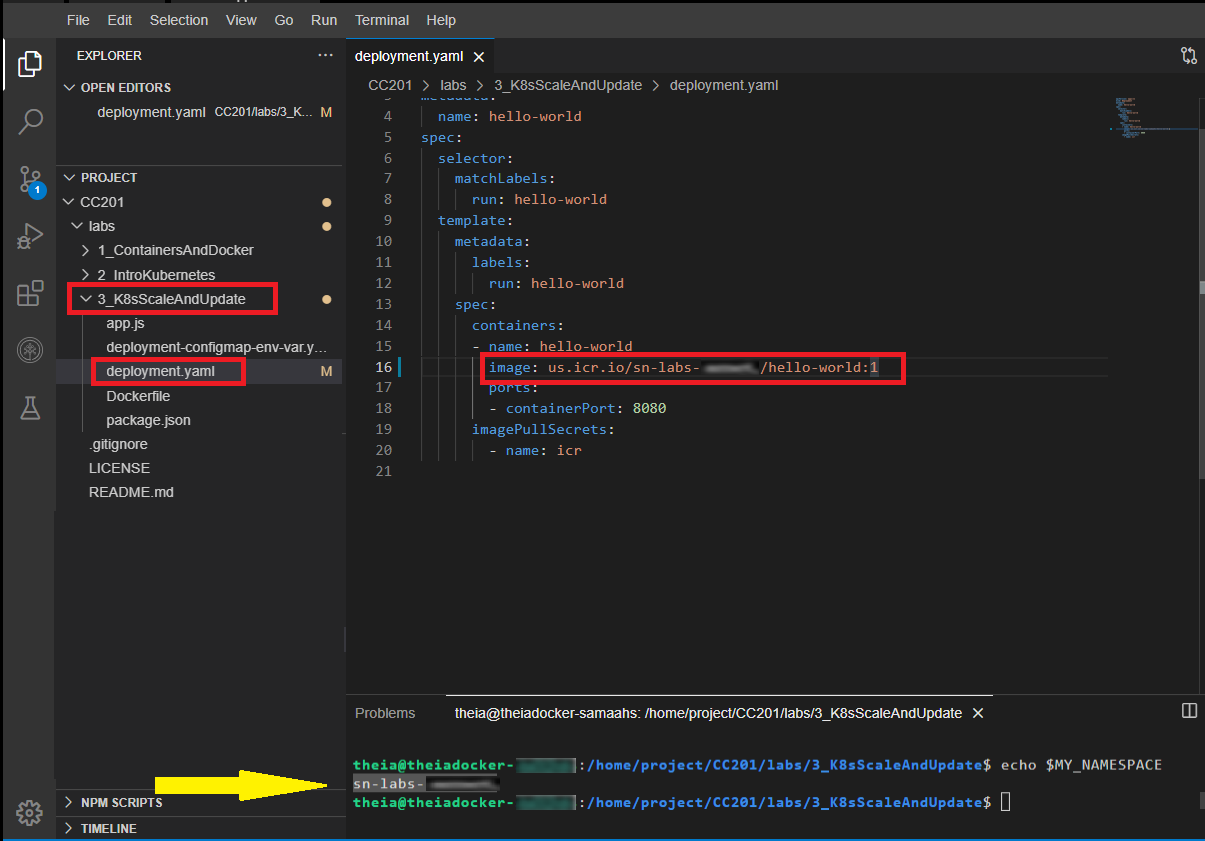 File Edit Selection View Go Run Terminal Help
EXPLORER
OPEN EDITORS
deployment.yaml CC201/labs/3_K... M
PROJECT
CC201
labs
1_ContainersAndDocker
2_IntroKubernetes
3_K8sScaleAndUpdate
app.js
deployment-configmap-env-var.y...
deployment.yaml M
Dockerfile
package.json
.gitignore
LICENSE
README.md
NPM SCRIPTS
TIMELINE
1
deployment.yaml
CC201 > labs > 3_K8sScaleAndUpdate > deployment.yaml
3 metadata:
4 name: hello-world
5 spec:
6 selector:
7 matchLabels:
8 run: hello-world
9 template:
10 metadata:
11 labels:
12 run: hello-world
13 spec:
14 containers:
15 - name: hello-world
16 image: us.icr.io/sn-labs- /hello-world:1
17 ports:
18 - containerPort: 8080
19 imagePullSecrets:
20 - name: icr
21
Problems theia@theiadocker-samaahs: /home/project/CC201/labs/3_K8sScaleAndUpdate
theia@theiadocker- :/home/project/CC201/labs/3_K8sScaleAndUpdate$ echo $MY_NAMESPACE
sn-labs-
theia@theiadocker- :/home/project/CC201/labs/3_K8sScaleAndUpdate$